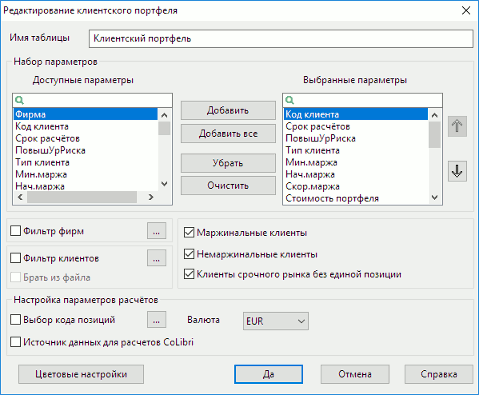 Редактирование клиентского портфеля
Имя таблицы Клиентский портфель
Набор параметров
Доступные параметры Выбранные параметры
Фирма
Код клиента
Срок расчётов
ПовышУрРиска
Тип клиента
Мин.маржа
Нач.маржа
Добавить
Добавить все
Убрать
Очистить
Код клиента
Срок расчётов
ПовышУрРиска
Тип клиента
Мин.маржа
Нач.маржа
Скор.маржа
Стоимость портфеля
Фильтр фирм ...
Фильтр клиентов ...
Брать из файла
Маржинальные клиенты
Немаржинальные клиенты
Клиенты срочного рынка без единой позиции
Настройка параметров расчётов
Выбор кода позиций ... Валюта EUR
Источник данных для расчетов CoLibri
Цветовые настройки Да Отмена Справка